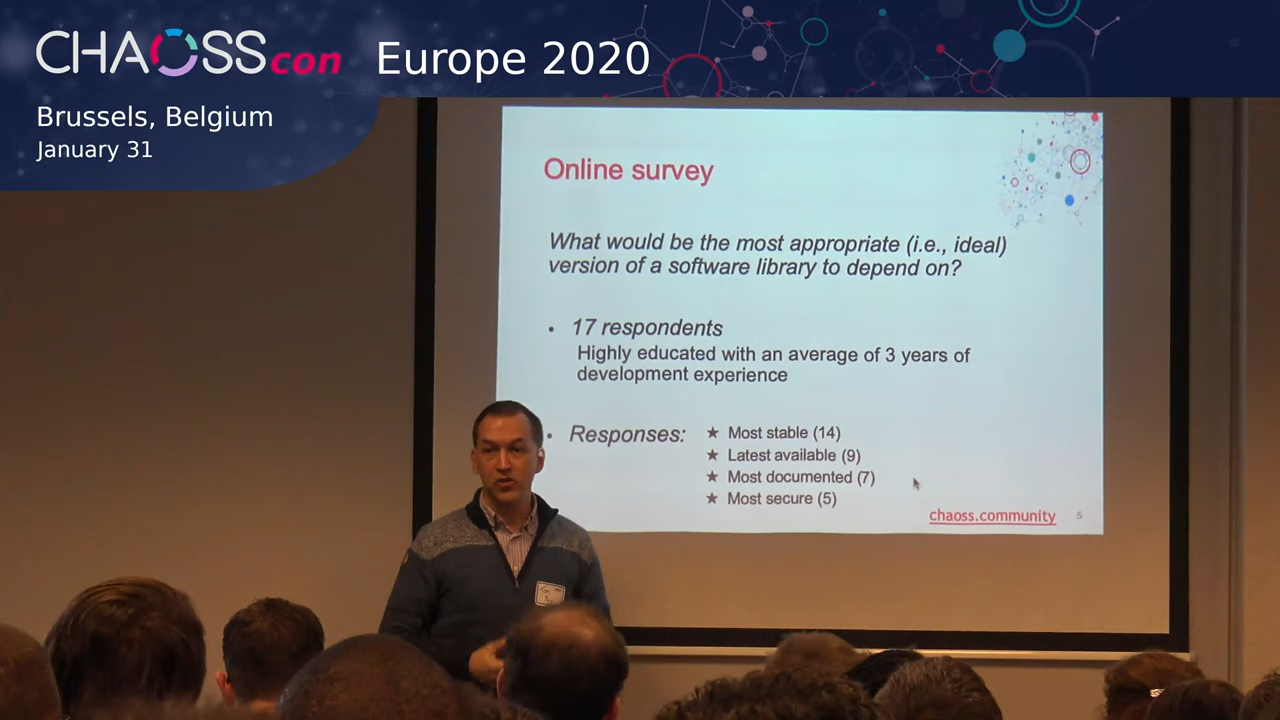 CHAOSScon Europe 2020
Brussels, Belgium
January 31
Online survey
What would be the most appropriate (i.e., ideal)
version of a software library to depend on?
• 17 respondents
Highly educated with an average of 3 years of
development experience
• Responses:
★ Most stable (14)
★ Latest available (9)
★ Most documented (7)
★ Most secure (5)
chaoss.community 5